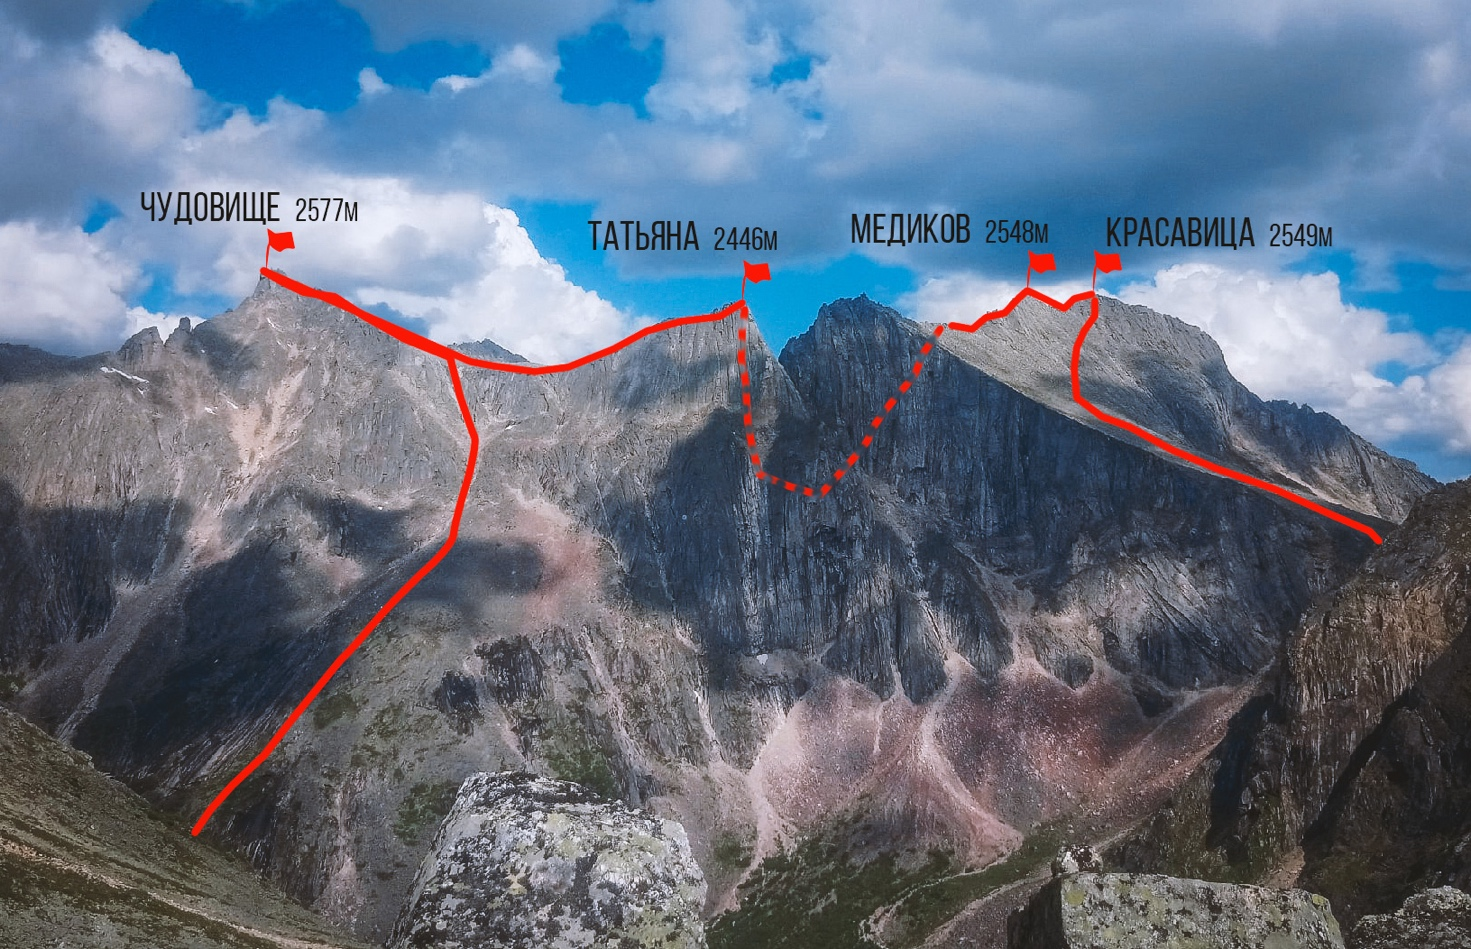 ЧУДОВИЩЕ 2577м
ТАТЬЯНА 2446м
МЕДИКОВ 2548м
КРАСАВИЦА 2549м